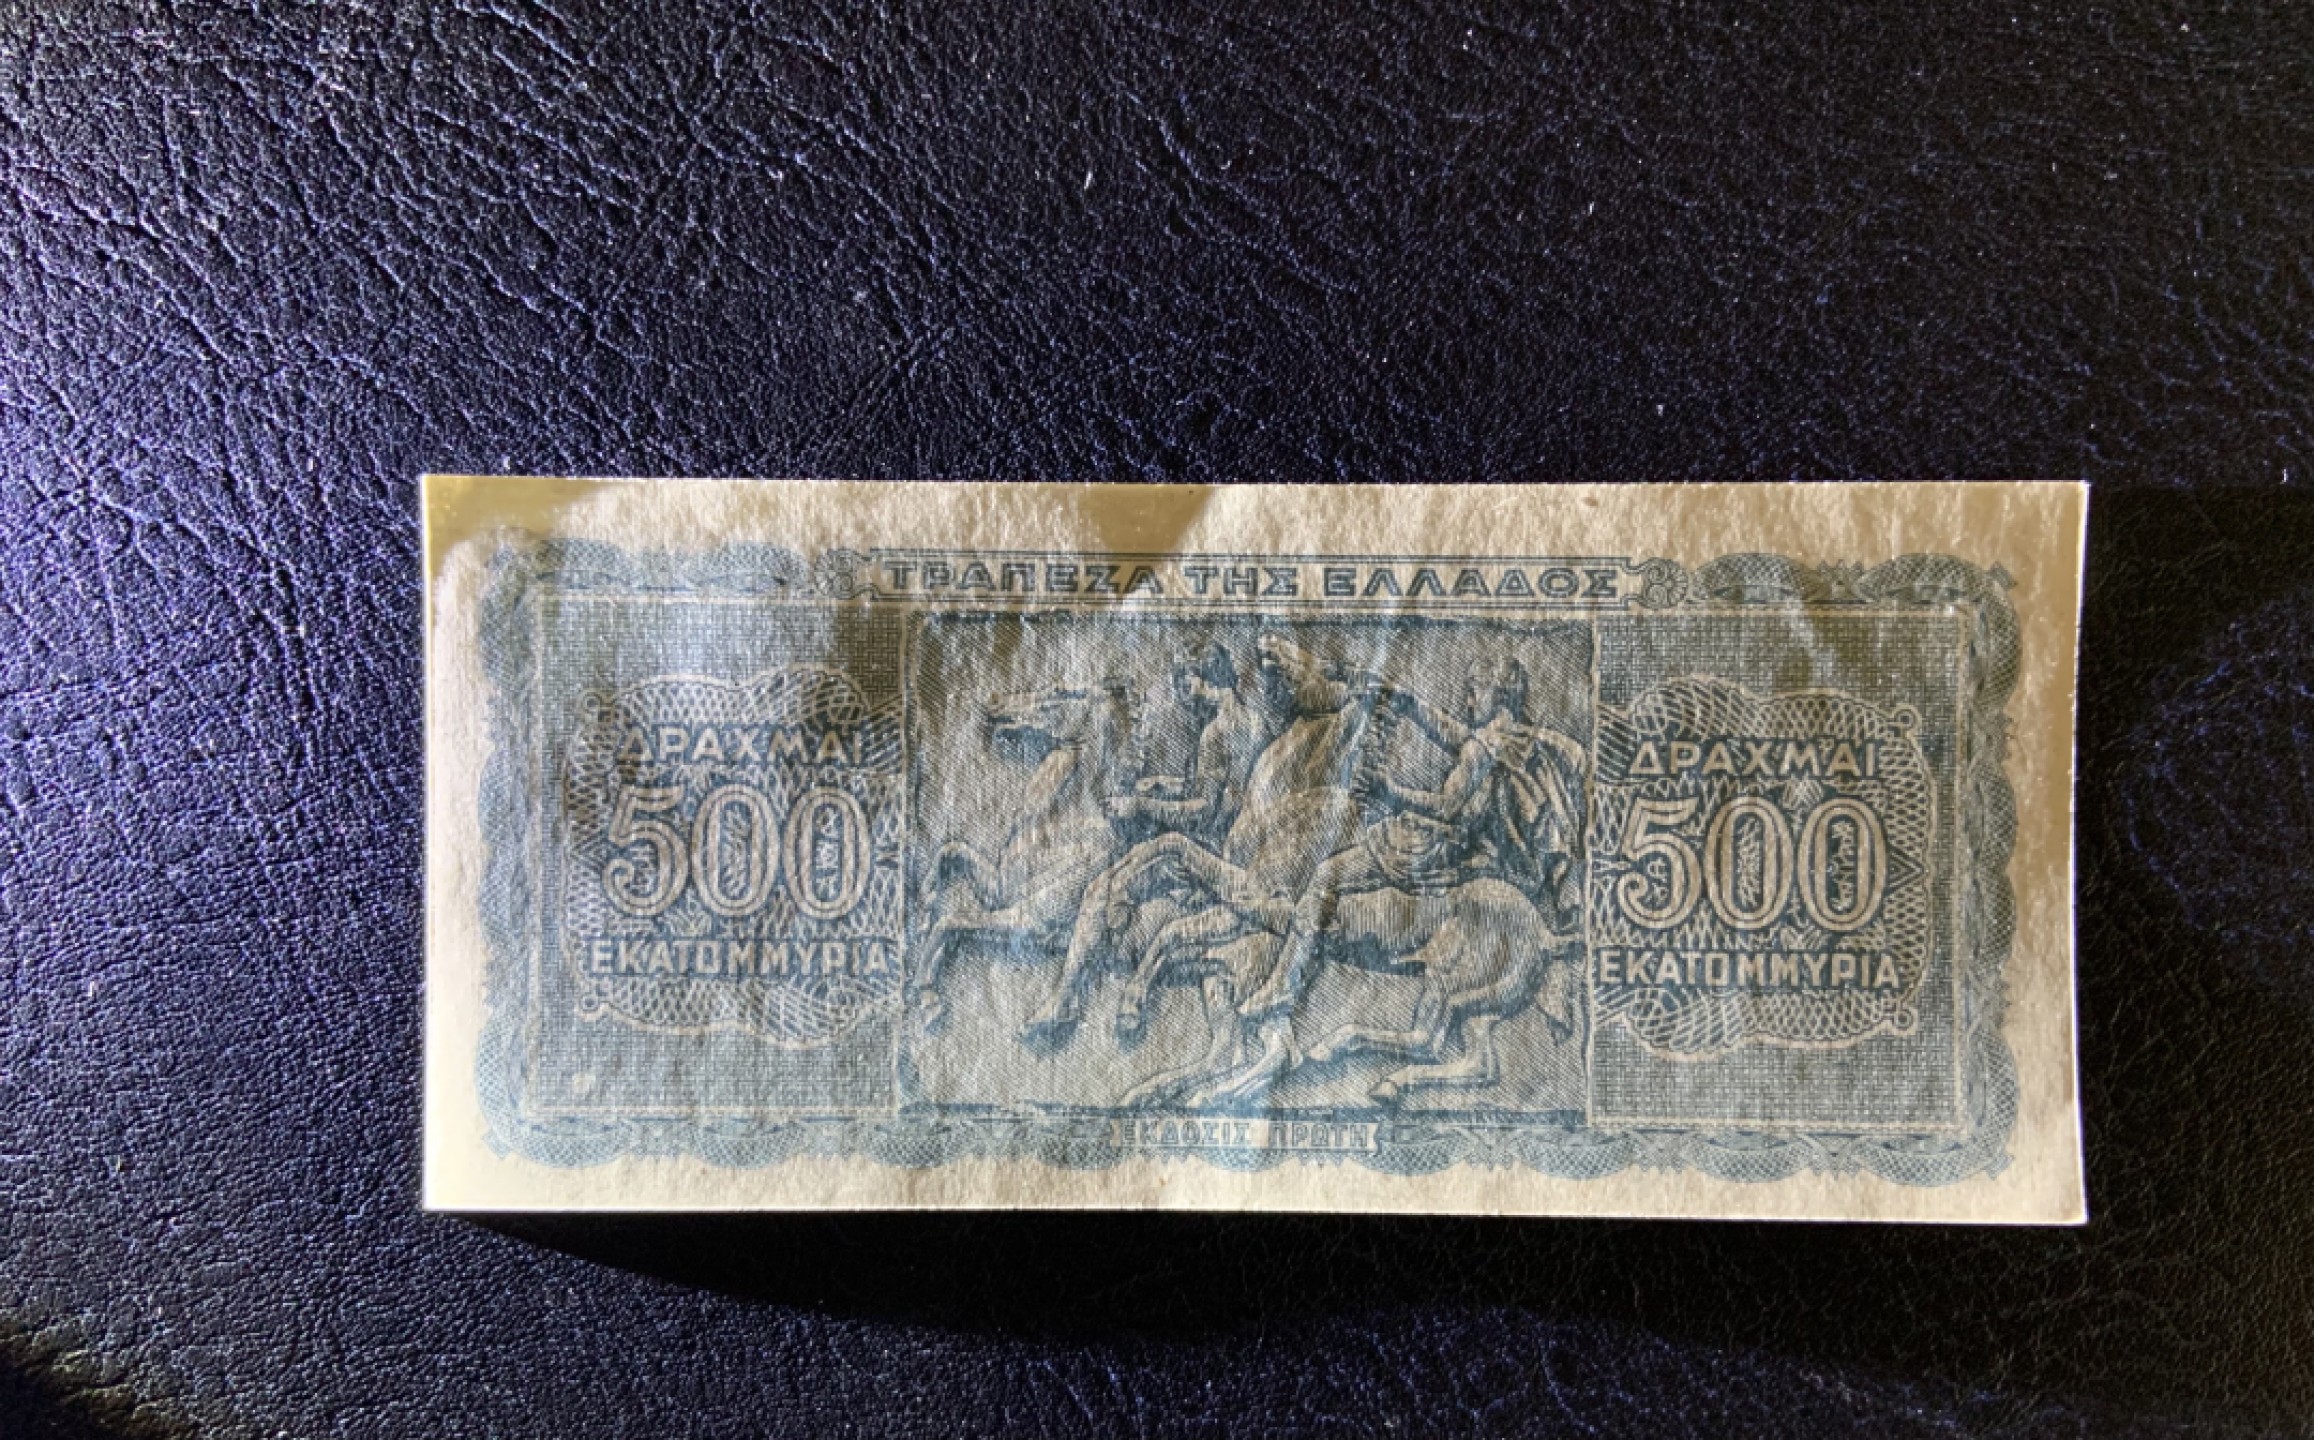 ΤΡΑΠΕΖΑ ΤΗΣ ΕΛΛΑΔΟΣ
ΔΡΑΧΜΑΙ
500
ΕΚΑΤΟΜΜΥΡΙΑ
ΔΡΑΧΜΑΙ
500
ΕΚΑΤΟΜΜΥΡΙΑ
ΕΚΔΟΣΙΣ ΠΡΩΤΗ